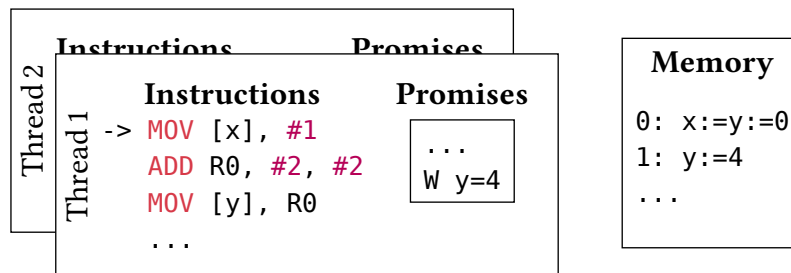 Thread 2
Instructions Promises
Thread 1
Instructions Promises
-> MOV [x], #1
ADD R0, #2, #2
MOV [y], R0
...
...
W y=4
Memory
0: x:=y:=0
1: y:=4
...